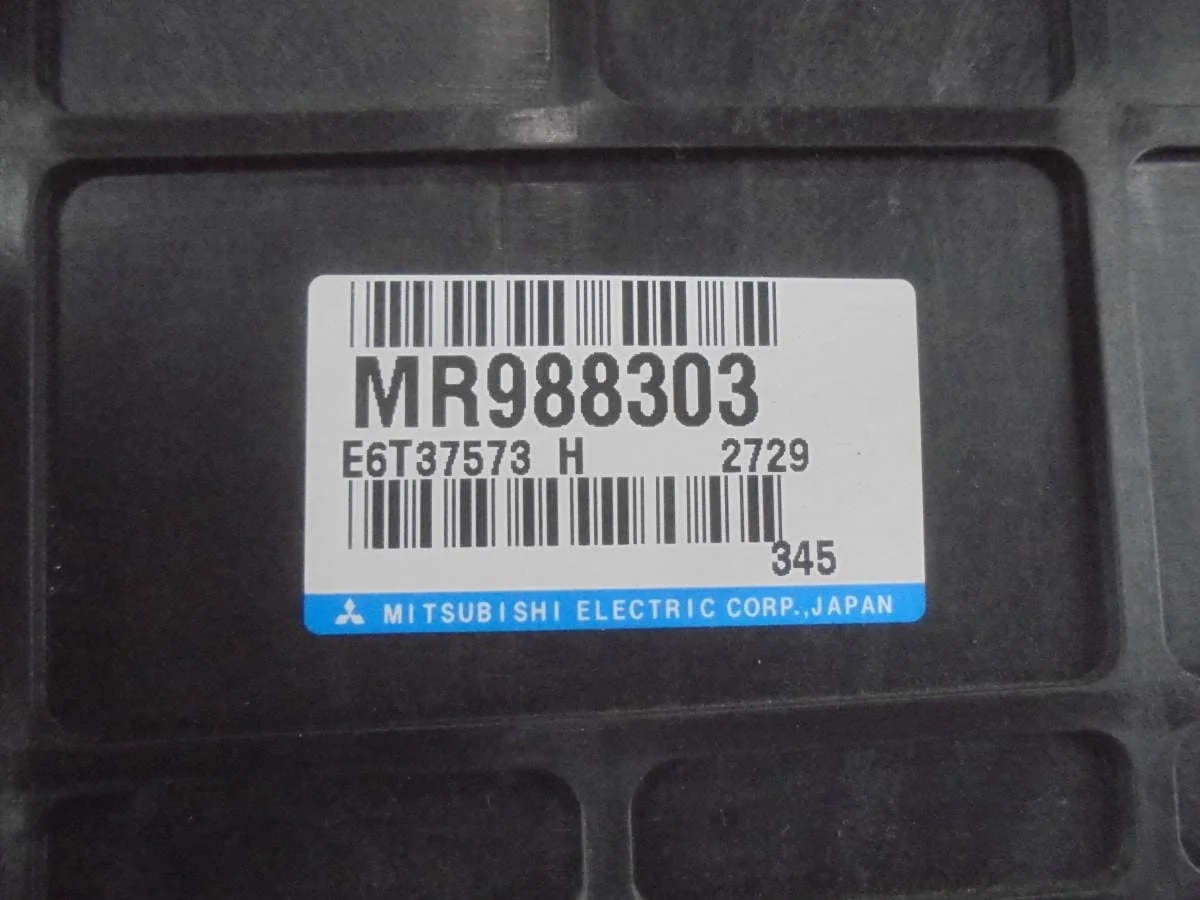 MR988303
E6T37573 H 2729
345
MITSUBISHI ELECTRIC CORP.,JAPAN